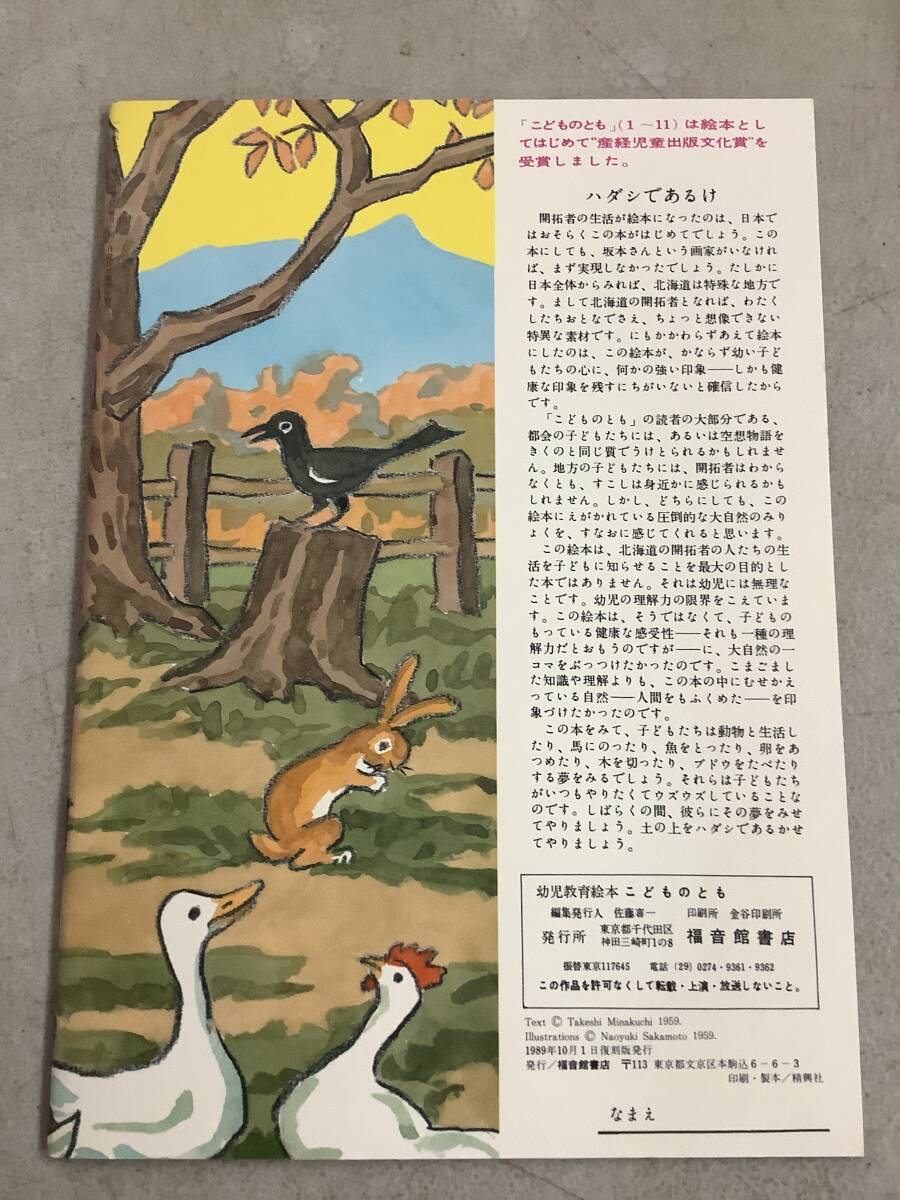 「こどものとも」(1～11)は絵本とし
てはじめて"産経児童出版文化賞"を
受賞しました。
ハダシであるけ
開拓者の生活が絵本になったのは、日本で
はおそらくこの本がはじめてでしょう。この
本にしても、坂本さんという画家がいなけれ
ば、まず実現しなかったでしょう。たしかに
日本全体からみれば、北海道は特殊な地方で
す。まして北海道の開拓者となれば、わたく
したちおとなでさえ、ちょっと想像できない
特異な素材です。にもかかわらずあえて絵本
にしたのは、この絵本が、かならず幼い子ど
もたちの心に、何かの強い印象――しかも健
康な印象を残すにちがいないと確信したから
です。
「こどものとも」の読者の大部分である、
都会の子どもたちには、あるいは空想物語を
きくのと同じ質でうけとられるかもしれませ
ん。地方の子どもたちには、開拓者はわから
なくとも、すこしは身近かに感じられるかも
しれません。しかし、どちらにしても、この
絵本にえがかれている圧倒的な大自然のみり
ょくを、すなおに感じてくれると思います。
この絵本は、北海道の開拓者の人たちの生
活を子どもに知らせることを最大の目的とし
た本ではありません。それは幼児には無理な
ことです。幼児の理解力の限界をこえていま
す。この絵本は、そうではなくて、子どもの
もっている健康な感受性――それも一種の理
解力だとおもうのですが――に、大自然の一
コマをぶっつけたかったのです。こまごまし
た知識や理解よりも、この本の中にむせかえ
っている自然――人間をもふくめた――を印
象づけたかったのです。
この本をみて、子どもたちは動物と生活し
たり、馬にのったり、魚をとったり、卵をあ
つめたり、木を切ったり、ブドウをたべたり
する夢をみるでしょう。それらは子どもたち
がいつもやりたくてウズウズしていることな
のです。しばらくの間、彼らにその夢をみせ
てやりましょう。土の上をハダシであるかせ
てやりましょう。
幼児教育絵本 こどものとも
編集発行人 佐藤喜一 印刷所 金谷印刷所
発行所 東京都千代田区神田三崎町1の8 福音館書店
振替東京117645 電話(29)0274・9361・9362
この作品を許可なくして転載・上演・放送しないこと。
Text © Takeshi Minakuchi 1959.
Illustrations © Naoyuki Sakamoto 1959.
1989年10月1日復刻版発行
発行/福音館書店 〒113 東京都文京区本駒込6-6-3
印刷・製本/精興社
なまえ